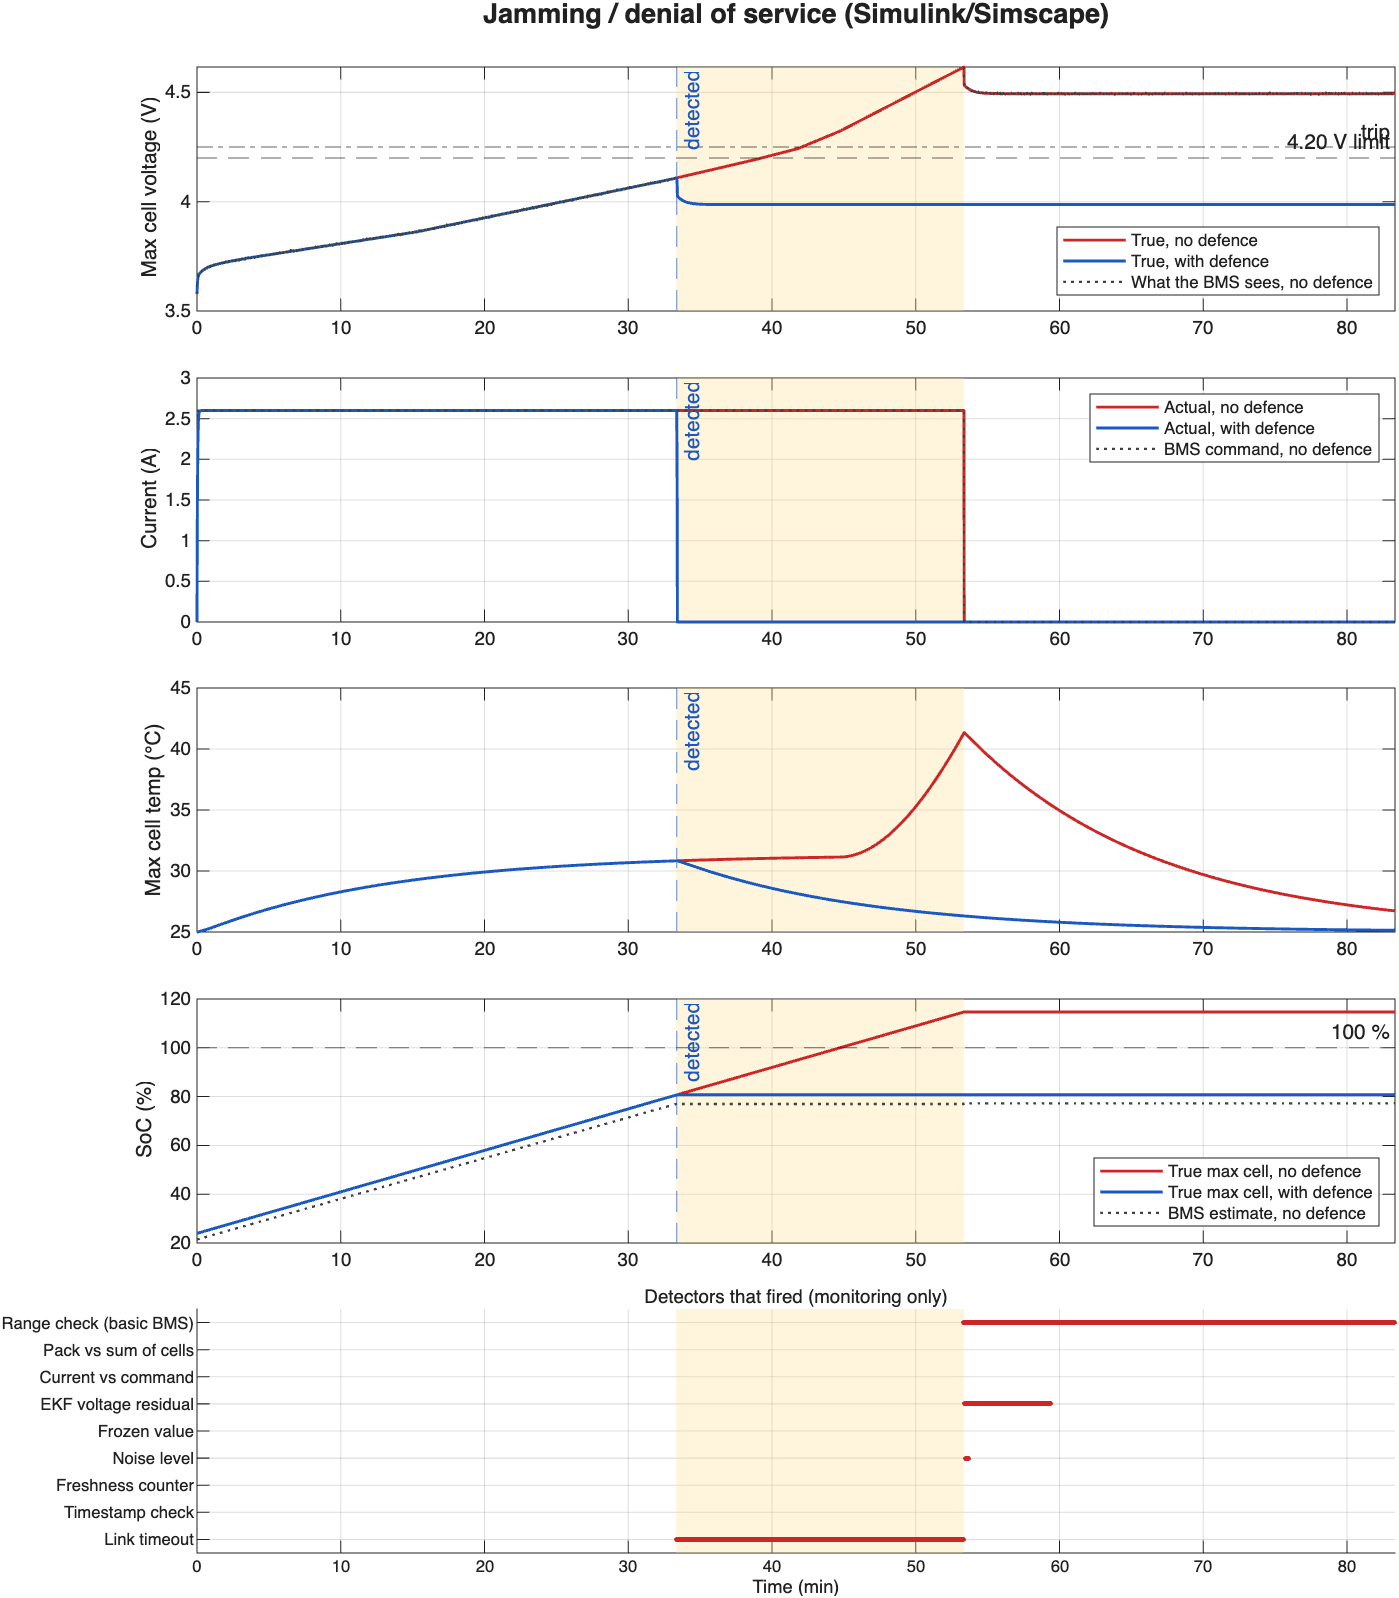 Jamming / denial of service (Simulink/Simscape)
Max cell voltage (V)
4.5
4
3.5
detected
trip
4.20 V limit
True, no defence
True, with defence
What the BMS sees, no defence
0 10 20 30 40 50 60 70 80
Current (A)
3
2.5
2
1.5
1
0.5
0
detected
Actual, no defence
Actual, with defence
BMS command, no defence
0 10 20 30 40 50 60 70 80
Max cell temp (°C)
45
40
35
30
25
detected
0 10 20 30 40 50 60 70 80
SoC (%)
120
100
80
60
40
20
detected
100 %
True max cell, no defence
True max cell, with defence
BMS estimate, no defence
0 10 20 30 40 50 60 70 80
Detectors that fired (monitoring only)
Range check (basic BMS)
Pack vs sum of cells
Current vs command
EKF voltage residual
Frozen value
Noise level
Freshness counter
Timestamp check
Link timeout
0 10 20 30 40 50 60 70 80
Time (min)